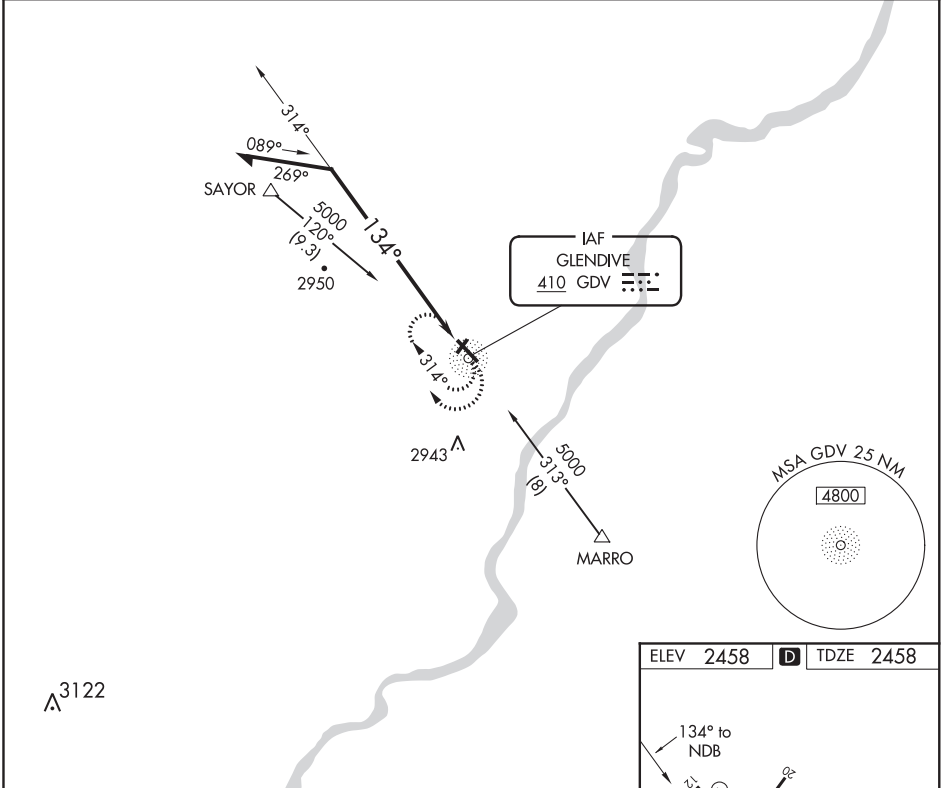 314°
089°
269°
SAYOR
5000
120°
(9.3)
134°
2950
IAF
GLENDIVE
410 GDV
314°
2943
5000
313°
(8)
MARRO
MSA GDV 25 NM
4800
ELEV 2458 D TDZE 2458
3122
134° to
NDB
20